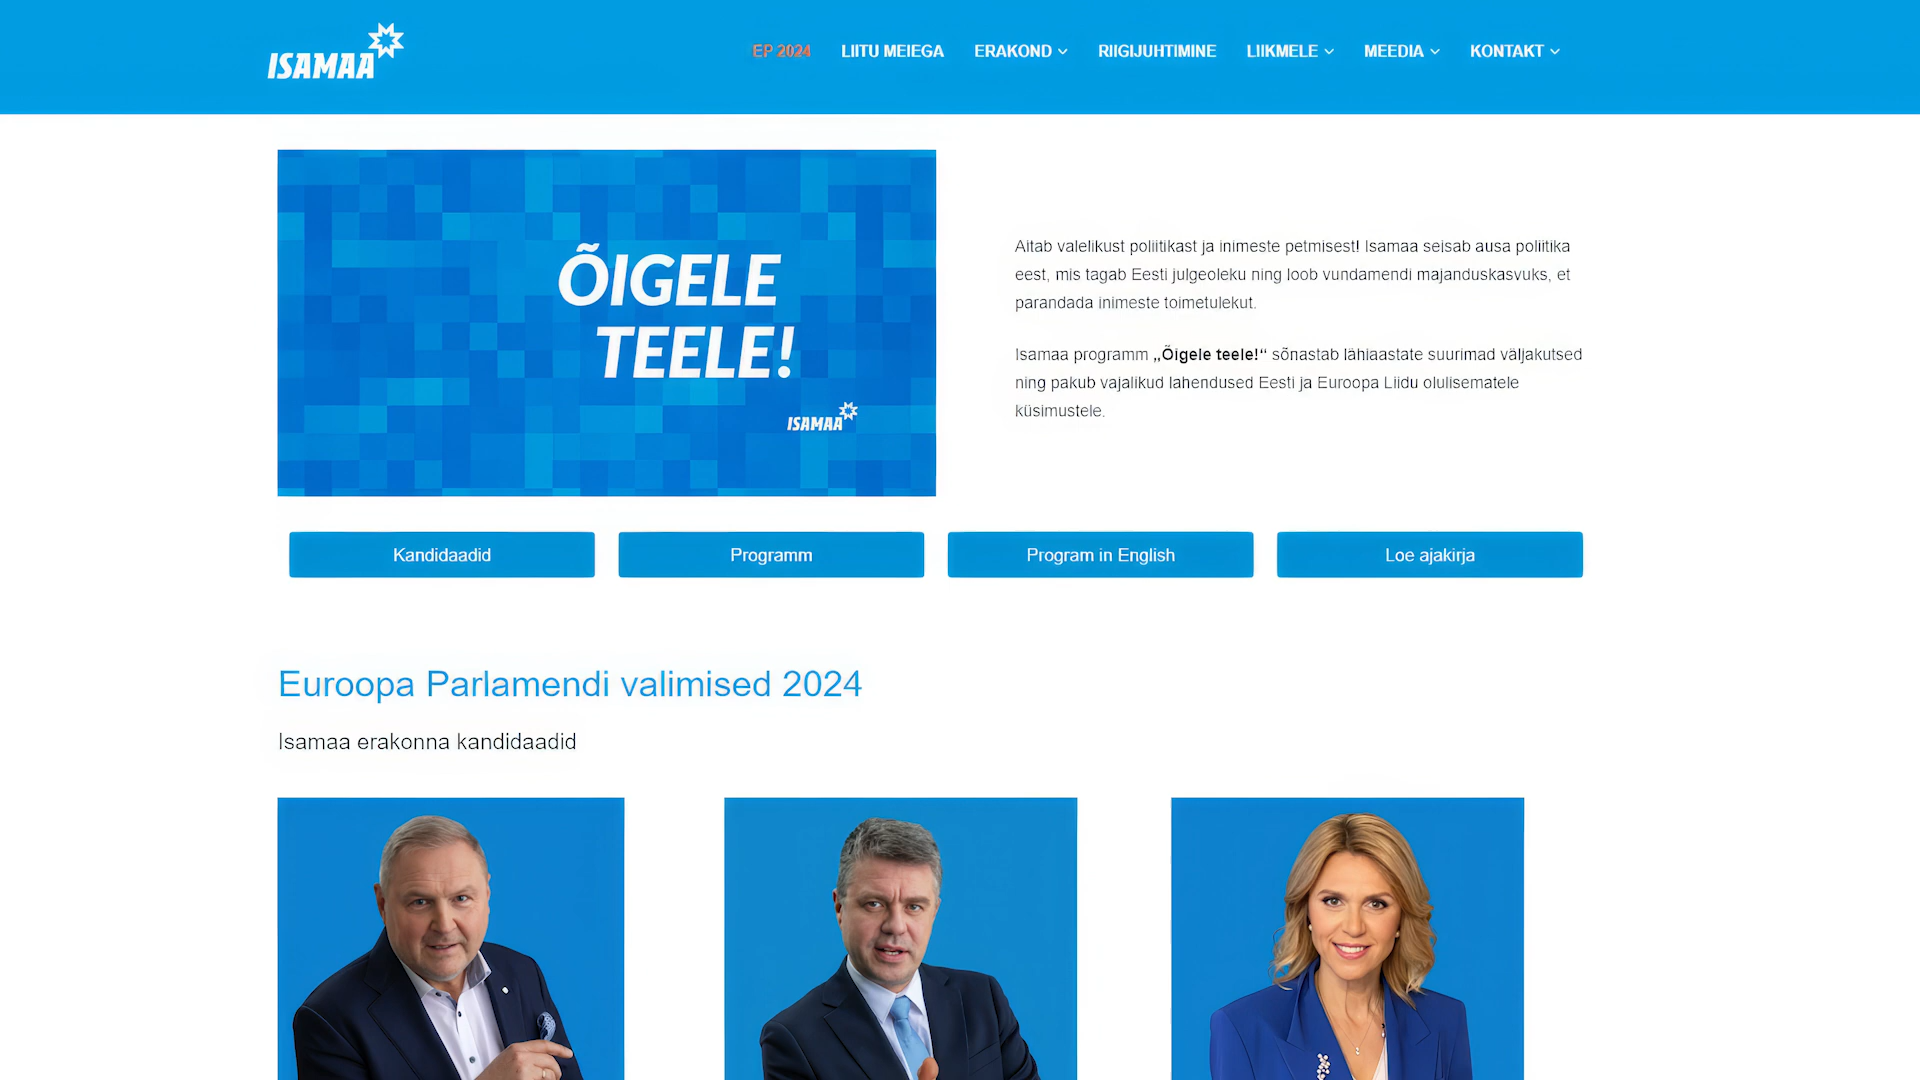 ISAMAA
EP 2024
LIITU MEIEGA
ERAKOND
RIIGIJUHTIMINE
LIIKMELE
MEEDIA
KONTAKT
ÕIGELE
TEELE!
ISAMAA
Aitab valelikust poliitikast ja inimeste petmisest! Isamaa seisab ausa poliitika
eest, mis tagab Eesti julgeoleku ning loob vundamendi majanduskasvuks, et
parandada inimeste toimetulekut.
Isamaa programm „Õigele teele!“ sõnastab lähiaastate suurimad väljakutsed
ning pakub vajalikud lahendused Eesti ja Euroopa Liidu olulisematele
küsimustele.
Kandidaadid
Programm
Program in English
Loe ajakirja
Euroopa Parlamendi valimised 2024
Isamaa erakonna kandidaadid